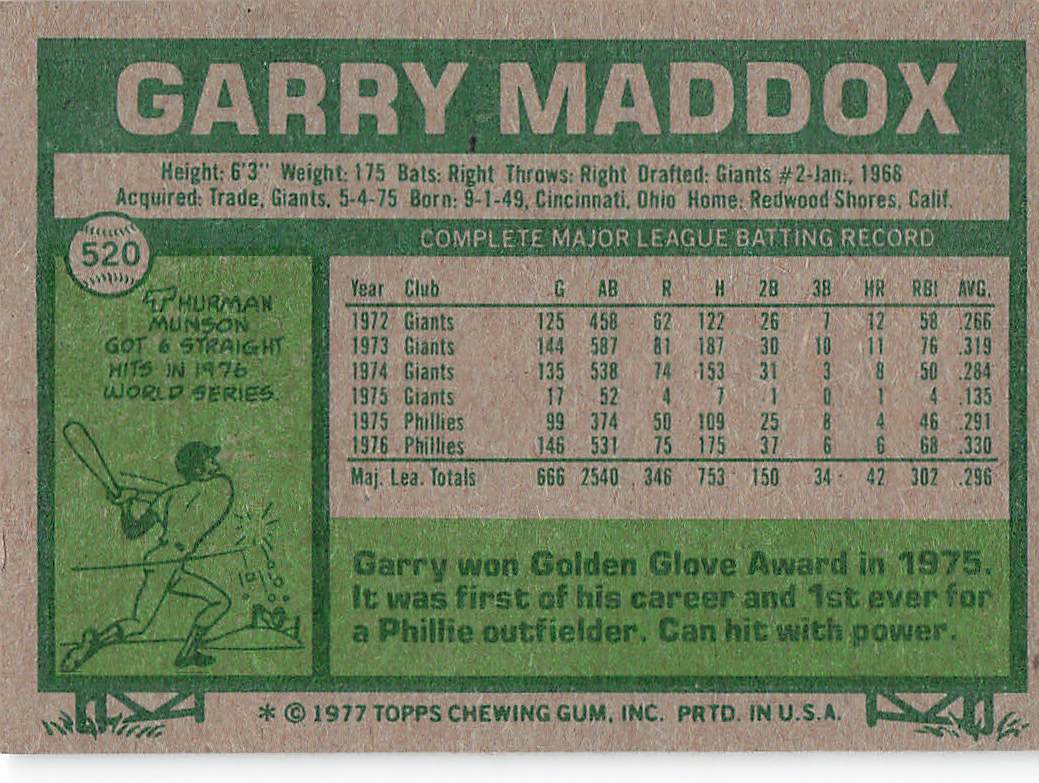 GARRY MADDOX
Height: 6'3" Weight: 175 Bats: Right Throws: Right Drafted: Giants #2-Jan., 1968
Acquired: Trade, Giants, 5-4-75 Born: 9-1-49, Cincinnati, Ohio Home: Redwood Shores, Calif.
520
COMPLETE MAJOR LEAGUE BATTING RECORD
THURMAN
MUNSON
GOT 6 STRAIGHT
HITS IN 1976
WORLD SERIES.
Year Club G AB R H 2B 3B HR RBI AVG.
1972 Giants 125 458 62 122 26 7 12 58 .266
1973 Giants 144 587 81 187 30 10 11 76 .319
1974 Giants 135 538 74 153 31 3 8 50 .284
1975 Giants 17 52 4 7 1 0 1 4 .135
1975 Phillies 99 374 50 109 25 8 4 46 .291
1976 Phillies 146 531 75 175 37 6 6 68 .330
Maj. Lea. Totals 666 2540 346 753 150 34 42 302 .296
Garry won Golden Glove Award in 1975.
It was first of his career and 1st ever for
a Phillie outfielder. Can hit with power.
* © 1977 TOPPS CHEWING GUM, INC. PRTD. IN U.S.A.